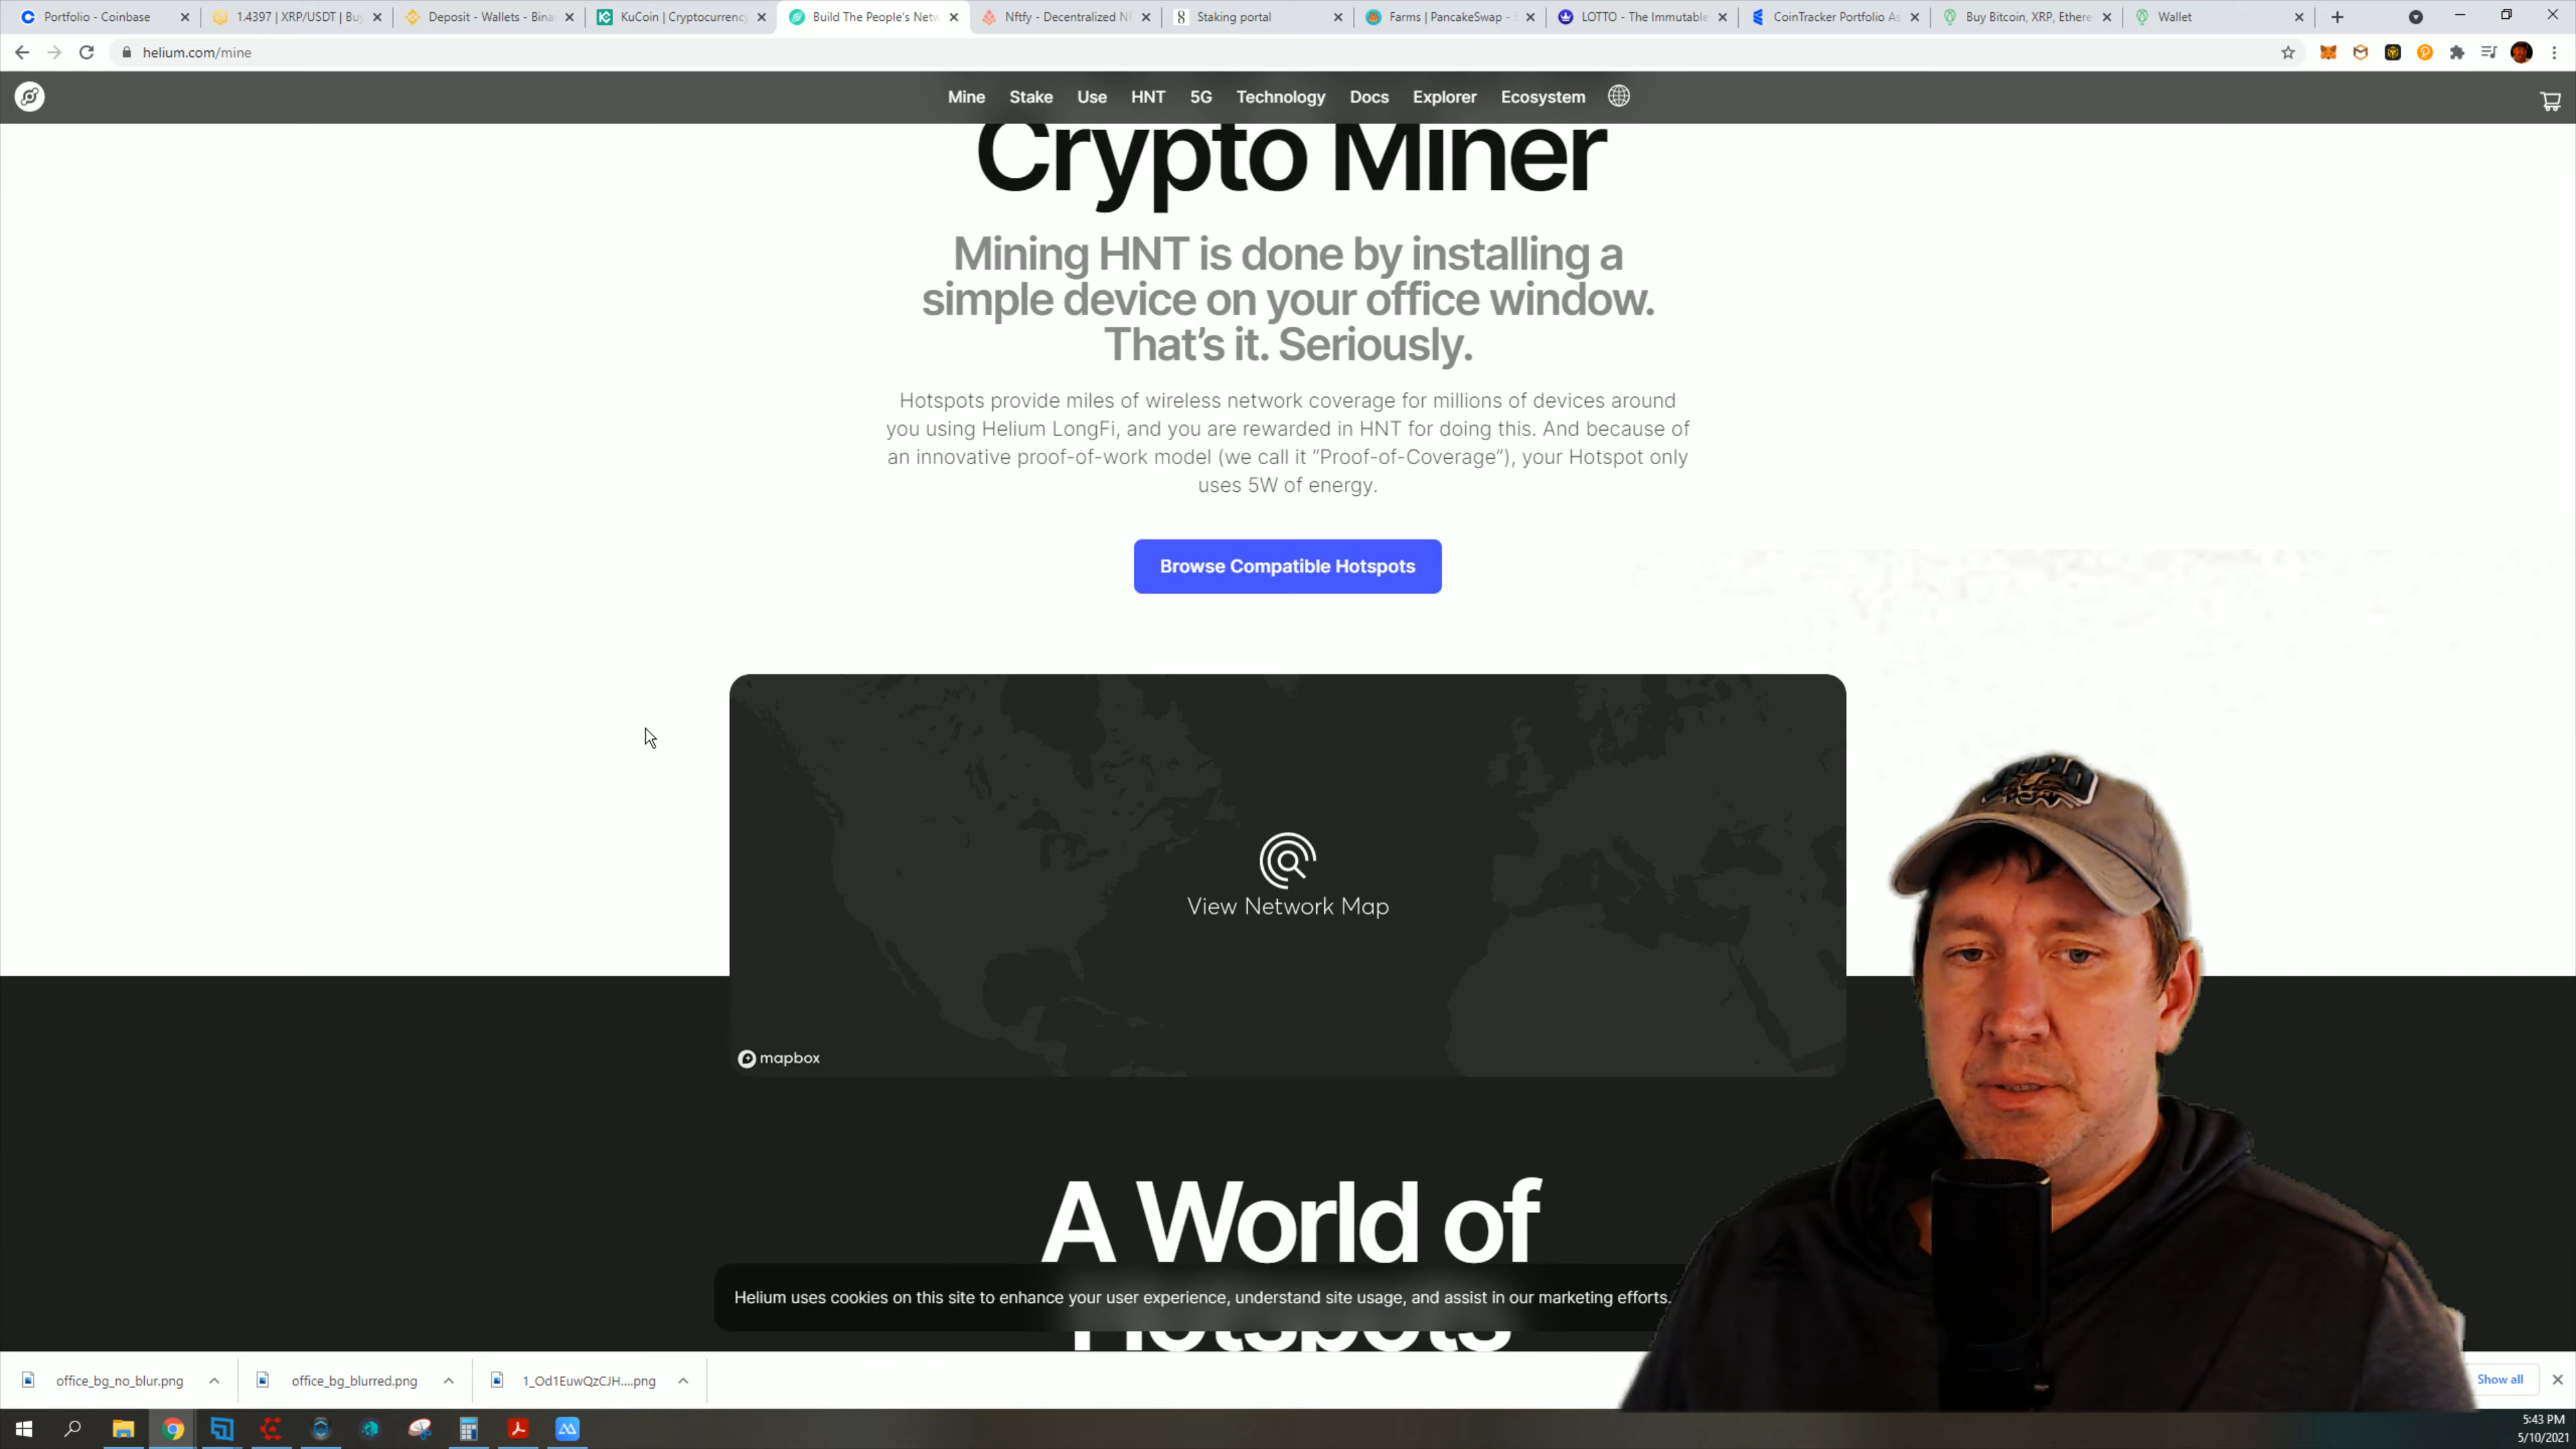 Portfolio - Coinbase
1.4397 | XRP/USDT | Bu
Deposit - Wallets - Bina
KuCoin | Cryptocurrency
Build The People's Netw
Nftfy - Decentralized N
Staking portal
Farms | PancakeSwap -
LOTTO - The Immutable
CoinTracker Portfolio As
Buy Bitcoin, XRP, Ethere
Wallet
helium.com/mine
Mine
Stake
Use
HNT
5G
Technology
Docs
Explorer
Ecosystem
Crypto Miner
Mining HNT is done by installing a
simple device on your office window.
That's it. Seriously.
Hotspots provide miles of wireless network coverage for millions of devices around
you using Helium LongFi, and you are rewarded in HNT for doing this. And because of
an innovative proof-of-work model (we call it “Proof-of-Coverage”), your Hotspot only
uses 5W of energy.
Browse Compatible Hotspots
View Network Map
mapbox
A World of
Hotspots
Helium uses cookies on this site to enhance your user experience, understand site usage, and assist in our marketing efforts.
office_bg_no_blur.png
office_bg_blurred.png
1_Od1EuwQzCJH....png
Show all
5:43 PM
5/10/2021